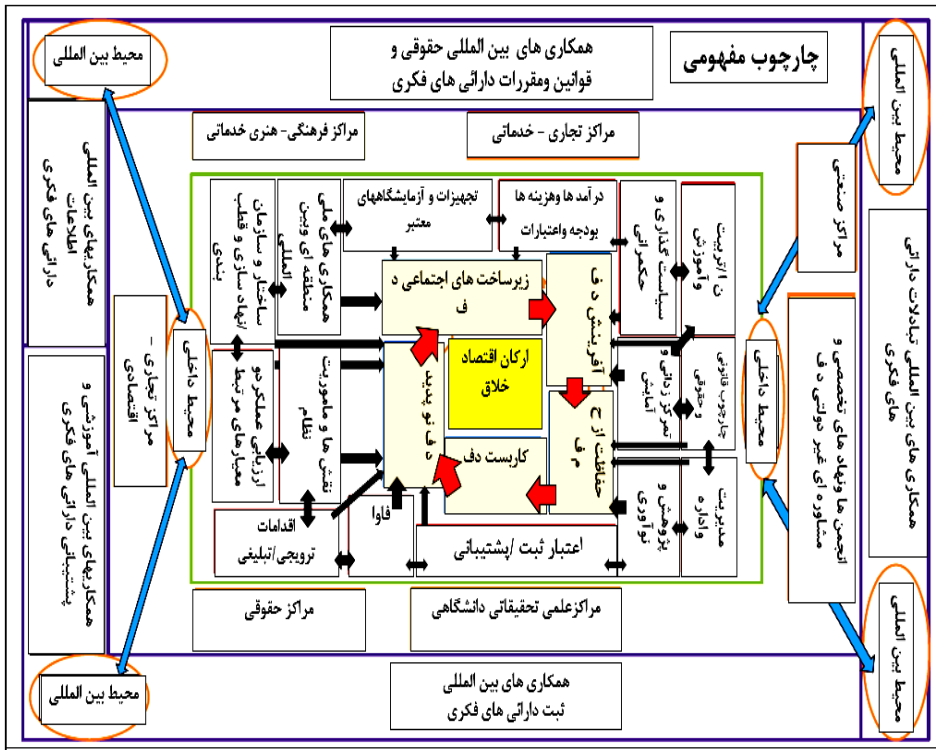 چارچوب مفهومی
همکاری های بین المللی حقوقی و
قوانین ومقررات دارائی های فکری
محیط بین المللی
محیط بین المللی
مراکز تجاری – خدماتی
مراکز فرهنگی- هنری خدماتی
مراکز صنعتی
همکاری های بین المللی تبادلات دارائی
های فکری
انجمن ها ونهاد های تخصصی و
مشاوره ای غیر دولتی د ف
محیط داخلی
ن ا/تربیت
وآموزش
سیاست گذاری و
حکمرانی
درآمد ها وهزینه ها
بودجه واعتبارات
تجهیزات و آزمایشگاههای
معتبر
همکاری های ملی
منطقه ای وبین
المللی
ساختار و سازمان
/نهاد سازی و قطب
بندی
همکاریهای بین المللی
اطلاعات
دارائی های فکری
زیرساخت های اجتماعی د
ف
آفرینش د ف
ارکان اقتصاد
خلاق
د ف نو پدید
حفاظت از ح
م ف
کاربست دف
چارچوب قانونی
و حقوقی
تمرکز زدائی و
آمایش
نقش ها و ماموریت
نظام
ارزیابی عملکردو
معیارهای مرتبط
محیط داخلی
مراکز تجاری –
اقتصادی
همکاریهای بین المللی آموزشی و
پشتیبانی دارائی های فکری
مدیریت
واداره
پژوهش و
نوآوری
اعتبار ثبت /پشتیبانی
فاوا
اقدامات
ترویجی/تبلیغی
مراکزعلمی تحقیقاتی دانشگاهی
مراکز حقوقی
محیط بین المللی
همکاری های بین المللی
ثبت دارائی های فکری
محیط بین المللی